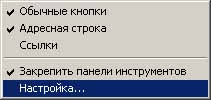 Обычные кнопки
Адресная строка
Ссылки
Закрепить панели инструментов
Настройка...